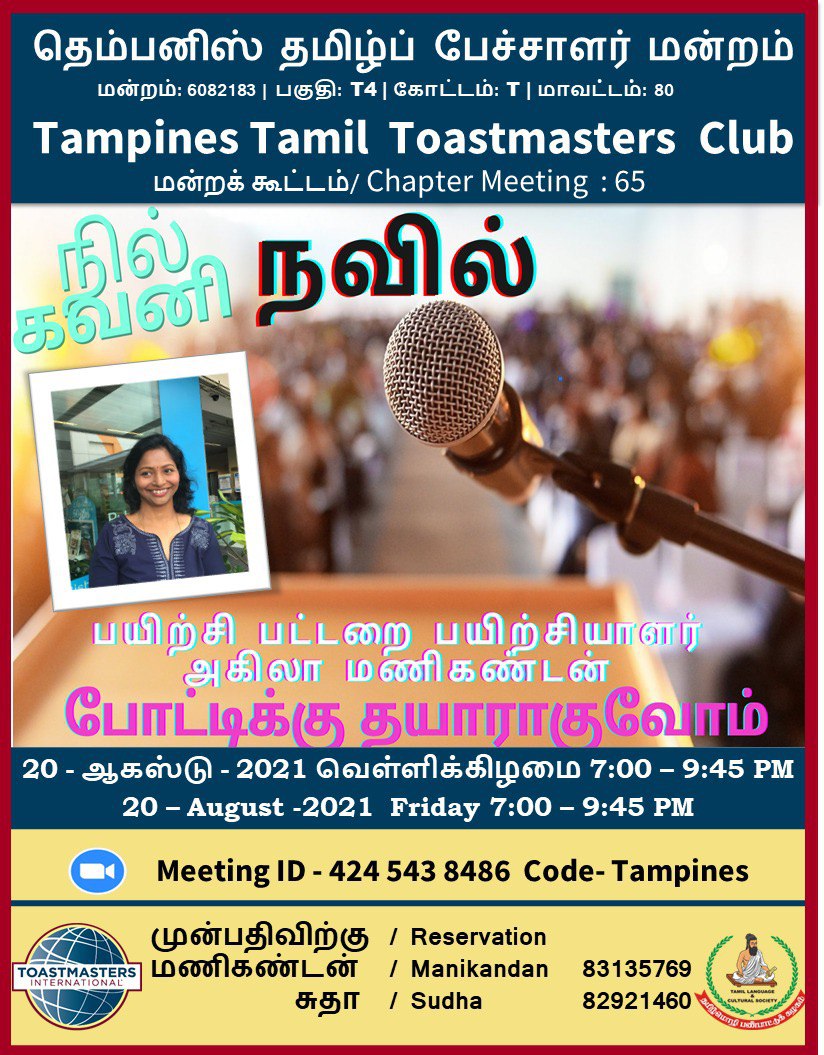 தெம்பனிஸ் தமிழ்ப் பேச்சாளர் மன்றம்
மன்றம்: 6082183 | பகுதி: T4 | கோட்டம்: T | மாவட்டம்: 80
Tampines Tamil Toastmasters Club
மன்றக் கூட்டம்/ Chapter Meeting : 65
நில்
கவனி
நவில்
பயிற்சி பட்டறை பயிற்சியாளர்
அகிலா மணிகண்டன்
போட்டிக்கு தயாராகுவோம்
20 - ஆகஸ்டு - 2021 வெள்ளிக்கிழமை 7:00 – 9:45 PM
20 – August -2021 Friday 7:00 – 9:45 PM
Meeting ID - 424 543 8486 Code- Tampines
முன்பதிவிற்கு / Reservation
மணிகண்டன் / Manikandan 83135769
சுதா / Sudha 82921460
TOASTMASTERS
INTERNATIONAL
TAMIL LANGUAGE
&
CULTURAL SOCIETY
தமிழ்மொழி பண்பாட்டுக் கழகம்